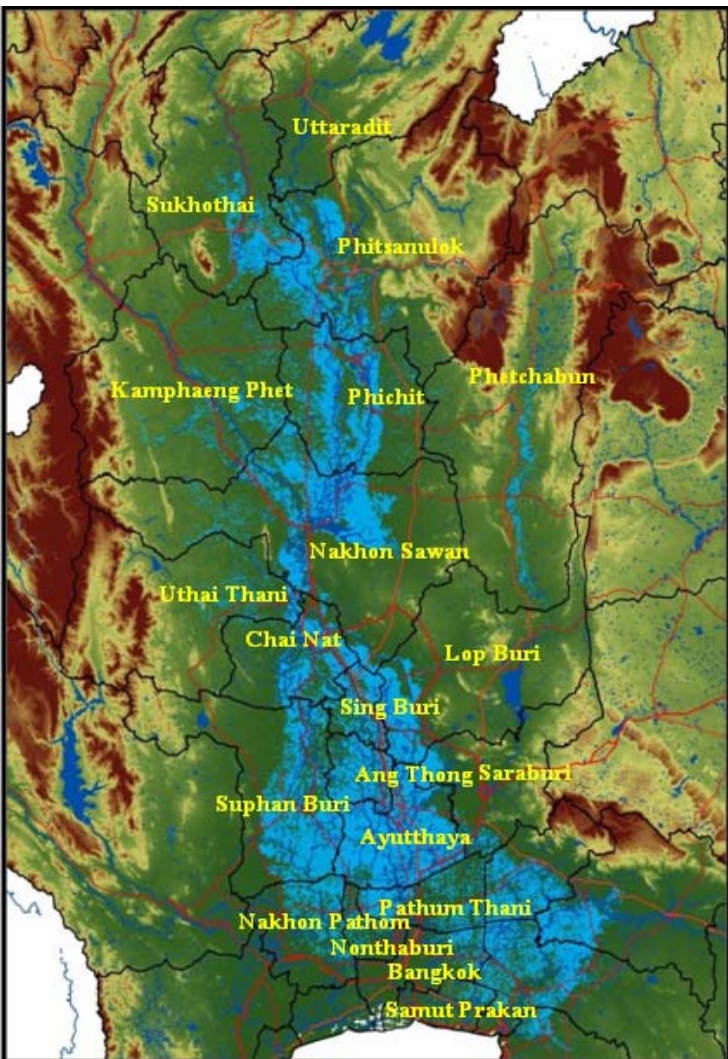 Uttaradit
Sukhothai
Phitsanulok
Kamphaeng Phet
Phichit
Phetchabun
Nakhon Sawan
Uthai Thani
Chai Nat
Lop Buri
Sing Buri
Ang Thong
Saraburi
Suphan Buri
Ayutthaya
Pathum Thani
Nakhon Pathom
Nonthaburi
Bangkok
Samut Prakan